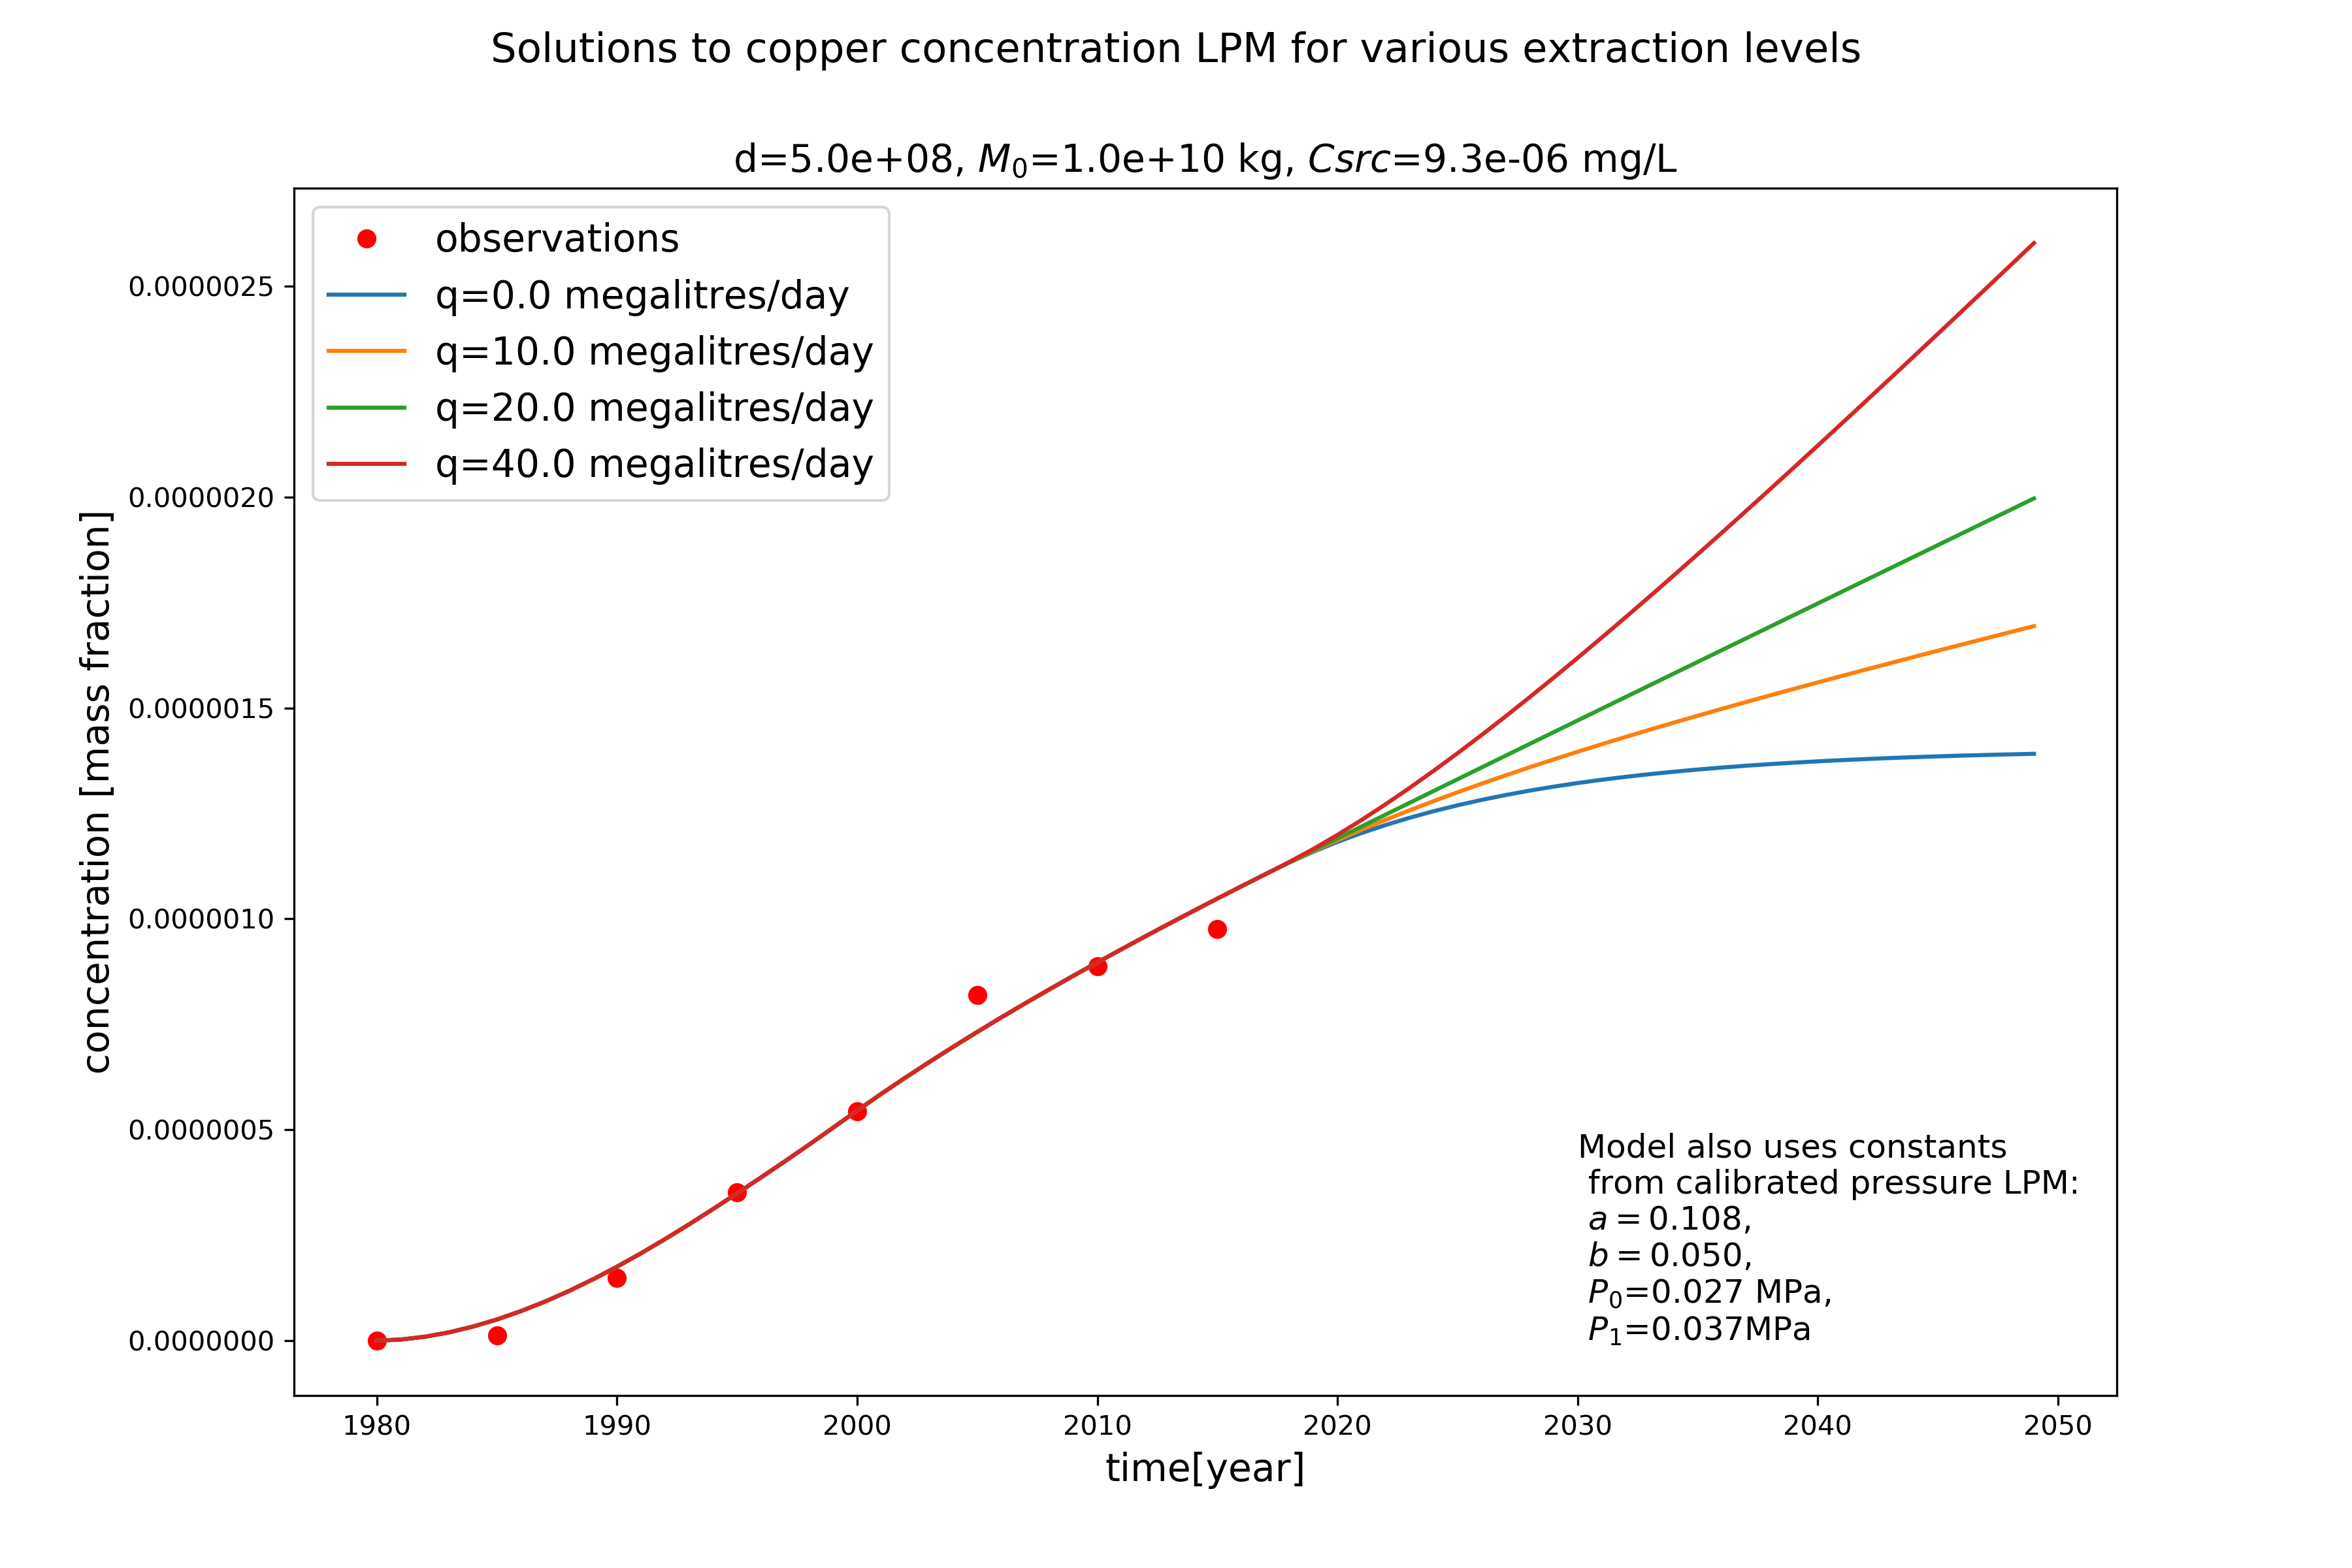 Solutions to copper concentration LPM for various extraction levels
d=5.0e+08, M₀=1.0e+10 kg, Csrc=9.3e-06 mg/L
observations
q=0.0 megalitres/day
q=10.0 megalitres/day
q=20.0 megalitres/day
q=40.0 megalitres/day
concentration [mass fraction]
0.0000025
0.0000020
0.0000015
0.0000010
0.0000005
0.0000000
Model also uses constants
from calibrated pressure LPM:
a = 0.108,
b = 0.050,
P₀=0.027 MPa,
P₁=0.037MPa
1980 1990 2000 2010 2020 2030 2040 2050
time[year]